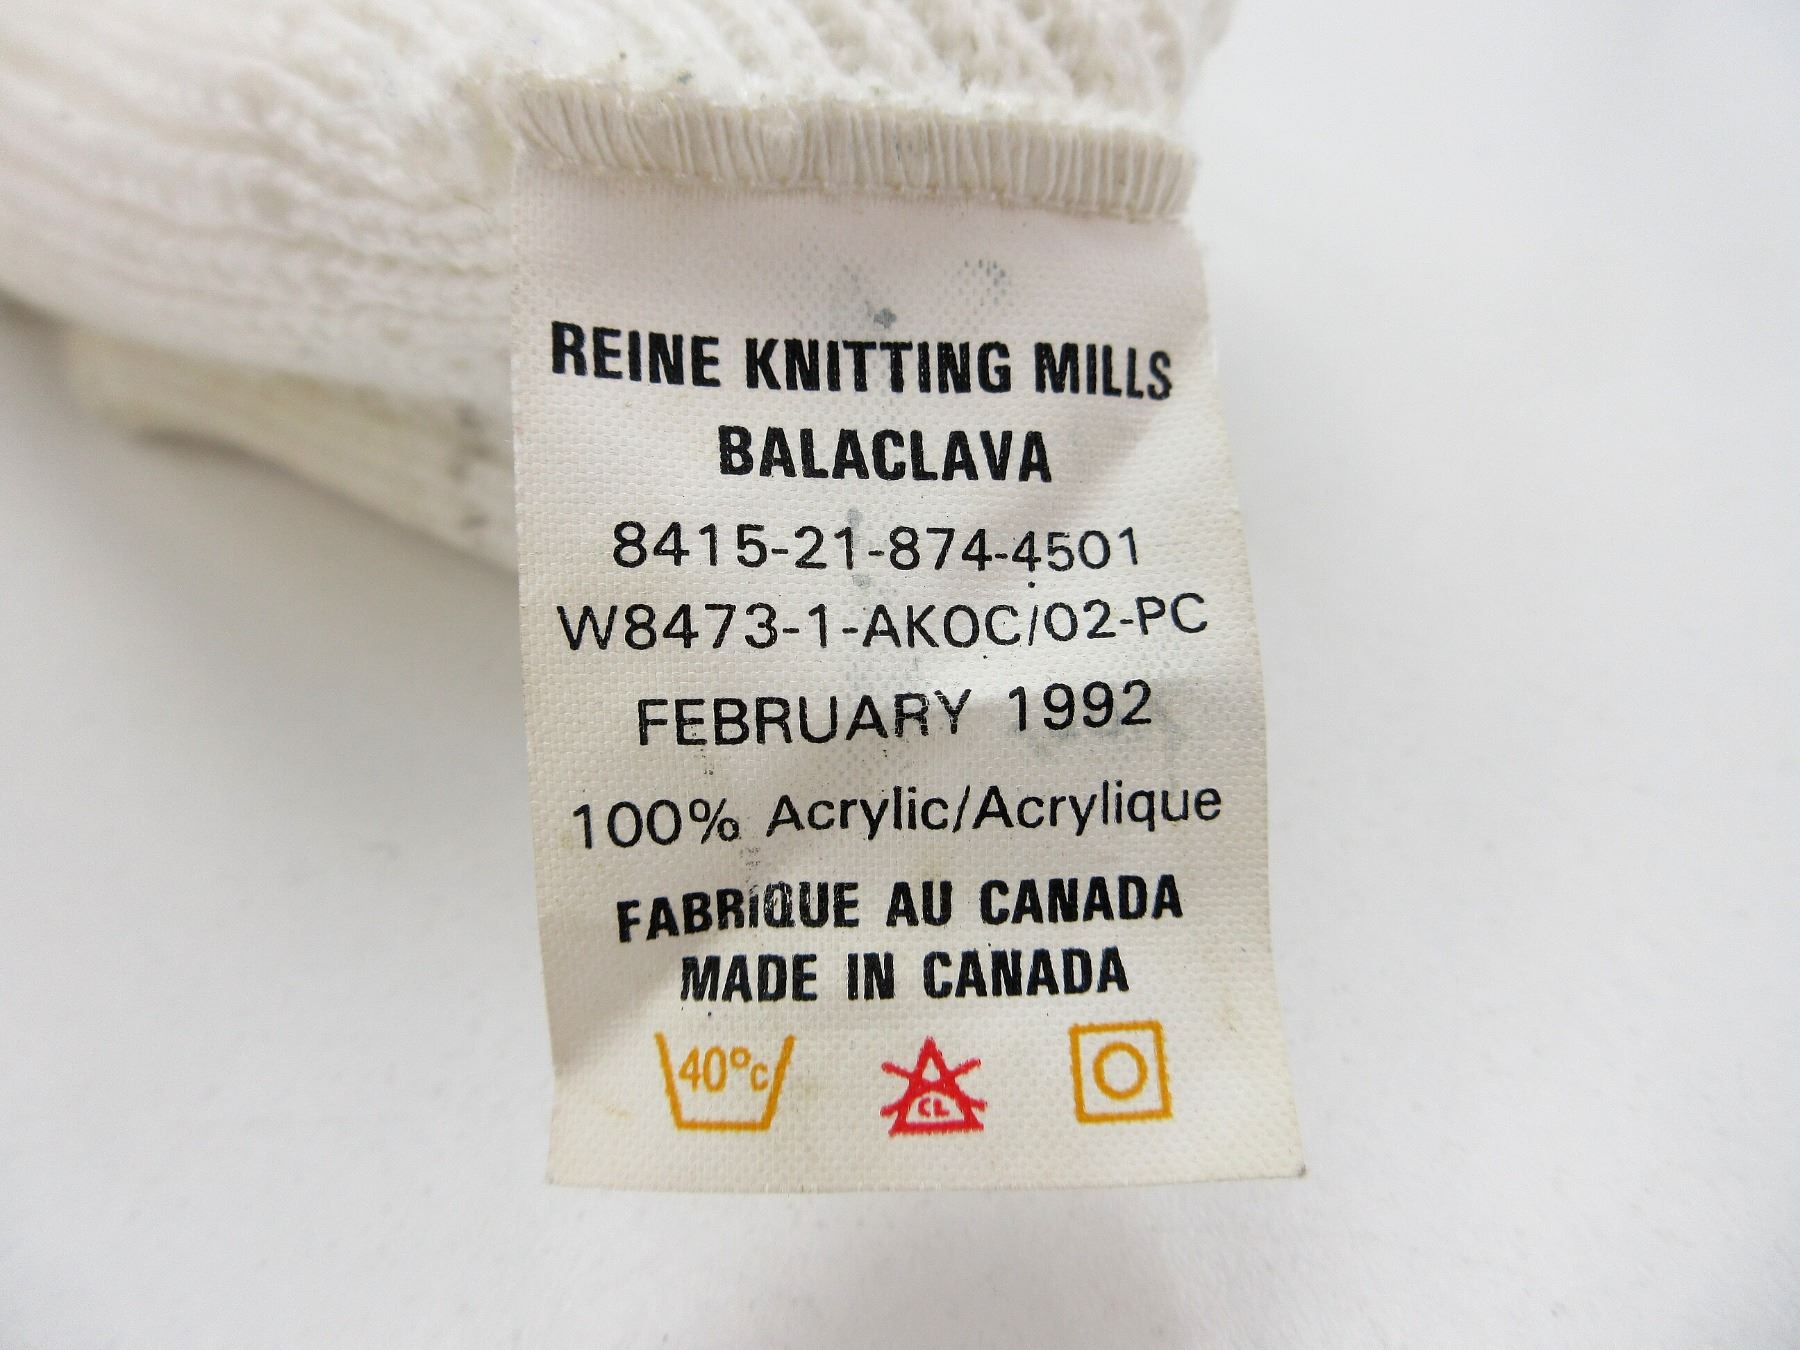 REINE KNITTING MILLS
BALACLAVA
8415-21-874-4501
W8473-1-AKOC/02-PC
FEBRUARY 1992
100% Acrylic/Acrylique
FABRIQUE AU CANADA
MADE IN CANADA
40°C CL